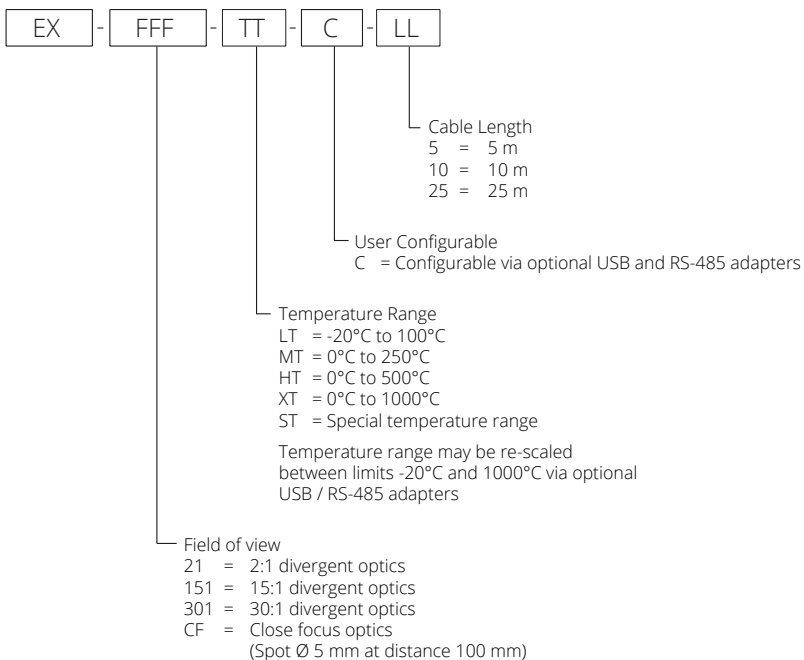 EX - FFF - TT - C - LL
Cable Length
5 = 5 m
10 = 10 m
25 = 25 m
User Configurable
C = Configurable via optional USB and RS-485 adapters
Temperature Range
LT = -20°C to 100°C
MT = 0°C to 250°C
HT = 0°C to 500°C
XT = 0°C to 1000°C
ST = Special temperature range
Temperature range may be re-scaled
between limits -20°C and 1000°C via optional
USB / RS-485 adapters
Field of view
21 = 2:1 divergent optics
151 = 15:1 divergent optics
301 = 30:1 divergent optics
CF = Close focus optics
(Spot Ø 5 mm at distance 100 mm)